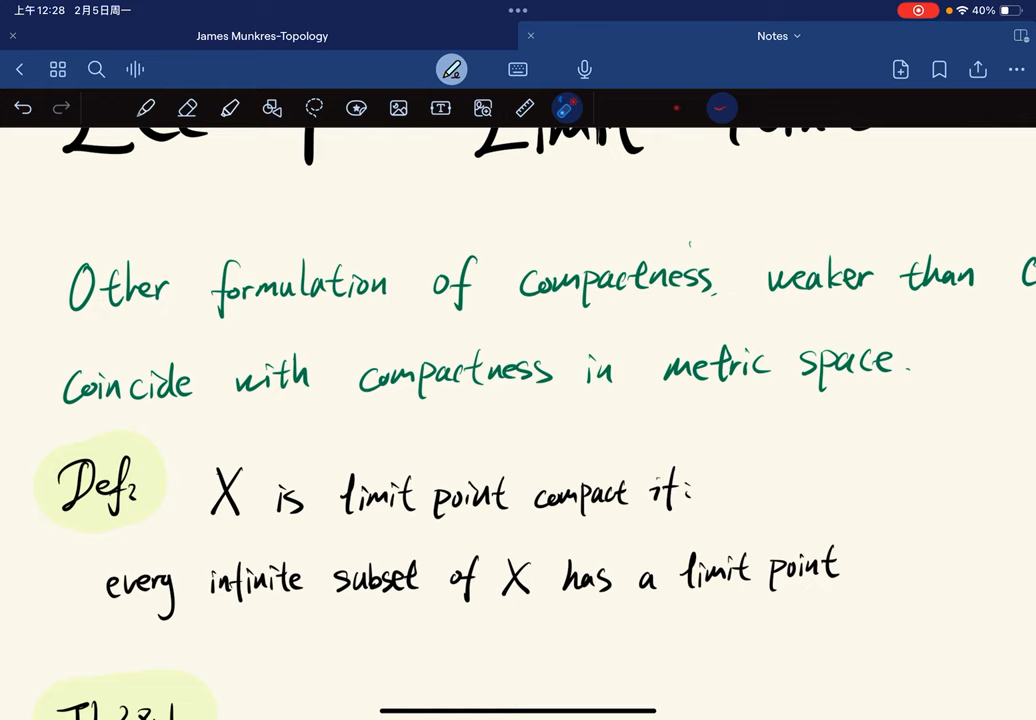 上午12:28 2月5日周一
40%
James Munkres-Topology
Notes
Limit
Other formulation of compactness, weaker than
Coincide with compactness in metric space.
Def:
X is limit point compact if:
every infinite subset of X has a limit point